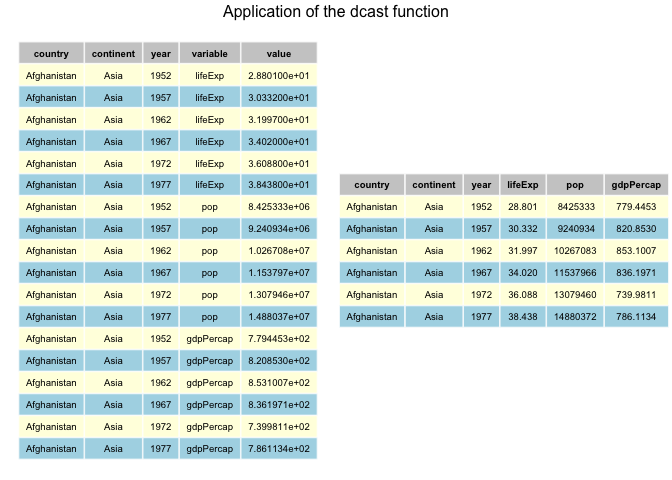 Application of the dcast function
country continent year variable value
Afghanistan Asia 1952 lifeExp 2.880100e+01
Afghanistan Asia 1957 lifeExp 3.033200e+01
Afghanistan Asia 1962 lifeExp 3.199700e+01
Afghanistan Asia 1967 lifeExp 3.402000e+01
Afghanistan Asia 1972 lifeExp 3.608800e+01
Afghanistan Asia 1977 lifeExp 3.843800e+01
Afghanistan Asia 1952 pop 8.425333e+06
Afghanistan Asia 1957 pop 9.240934e+06
Afghanistan Asia 1962 pop 1.026708e+07
Afghanistan Asia 1967 pop 1.153797e+07
Afghanistan Asia 1972 pop 1.307946e+07
Afghanistan Asia 1977 pop 1.488037e+07
Afghanistan Asia 1952 gdpPercap 7.794453e+02
Afghanistan Asia 1957 gdpPercap 8.208530e+02
Afghanistan Asia 1962 gdpPercap 8.531007e+02
Afghanistan Asia 1967 gdpPercap 8.361971e+02
Afghanistan Asia 1972 gdpPercap 7.399811e+02
Afghanistan Asia 1977 gdpPercap 7.861134e+02
country continent year lifeExp pop gdpPercap
Afghanistan Asia 1952 28.801 8425333 779.4453
Afghanistan Asia 1957 30.332 9240934 820.8530
Afghanistan Asia 1962 31.997 10267083 853.1007
Afghanistan Asia 1967 34.020 11537966 836.1971
Afghanistan Asia 1972 36.088 13079460 739.9811
Afghanistan Asia 1977 38.438 14880372 786.1134